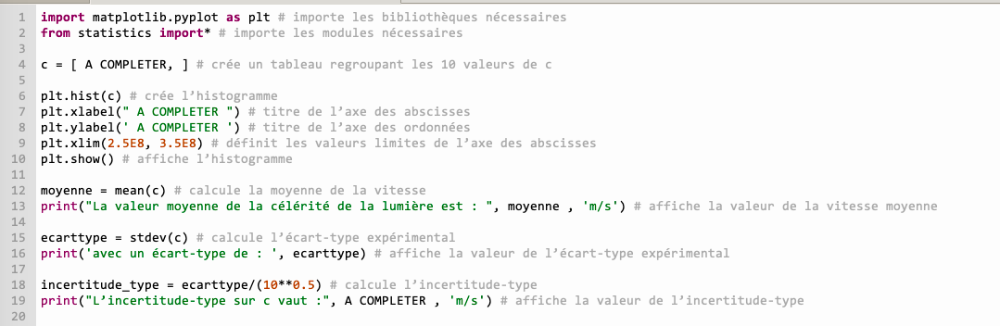 1 import matplotlib.pyplot as plt # importe les bibliothèques nécessaires
2 from statistics import* # importe les modules nécessaires
3
4 c = [ A COMPLETER, ] # crée un tableau regroupant les 10 valeurs de c
5
6 plt.hist(c) # crée l’histogramme
7 plt.xlabel(" A COMPLETER ") # titre de l’axe des abscisses
8 plt.ylabel(' A COMPLETER ') # titre de l’axe des ordonnées
9 plt.xlim(2.5E8, 3.5E8) # définit les valeurs limites de l’axe des abscisses
10 plt.show() # affiche l’histogramme
11
12 moyenne = mean(c) # calcule la moyenne de la vitesse
13 print("La valeur moyenne de la célérité de la lumière est : ", moyenne , 'm/s') # affiche la valeur de la vitesse moyenne
14
15 ecarttype = stdev(c) # calcule l’écart-type expérimental
16 print('avec un écart-type de : ', ecarttype) # affiche la valeur de l’écart-type expérimental
17
18 incertitude_type = ecarttype/(10**0.5) # calcule l’incertitude-type
19 print("L’incertitude-type sur c vaut :", A COMPLETER , 'm/s') # affiche la valeur de l’incertitude-type
20